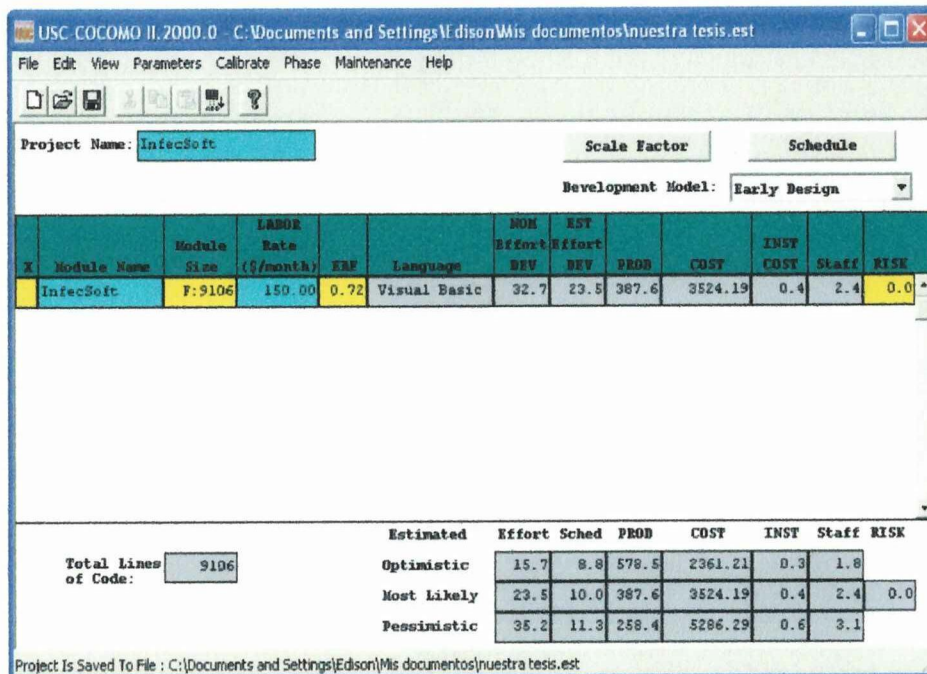 USC-COCOMO II.2000.0 - C:\Documents and Settings\Edison\Mis documentos\nuestra tesis.est
File Edit View Parameters Calibrate Phase Maintenance Help
Project Name: InfecSoft Scale Factor Schedule
Development Model: Early Design
X Module Name Module Size LABOR Rate ($/month) EAF Language NOM Effort DEV EST Effort DEV PROD COST INST COST Staff RISK
InfecSoft F:9106 150.00 0.72 Visual Basic 32.7 23.5 387.6 3524.19 0.4 2.4 0.0
Estimated Effort Sched PROD COST INST Staff RISK
Total Lines of Code: 9106
Optimistic 15.7 8.8 578.5 2361.21 0.3 1.8
Most Likely 23.5 10.0 387.6 3524.19 0.4 2.4 0.0
Pessimistic 35.2 11.3 258.4 5286.29 0.6 3.1
Project Is Saved To File : C:\Documents and Settings\Edison\Mis documentos\nuestra tesis.est